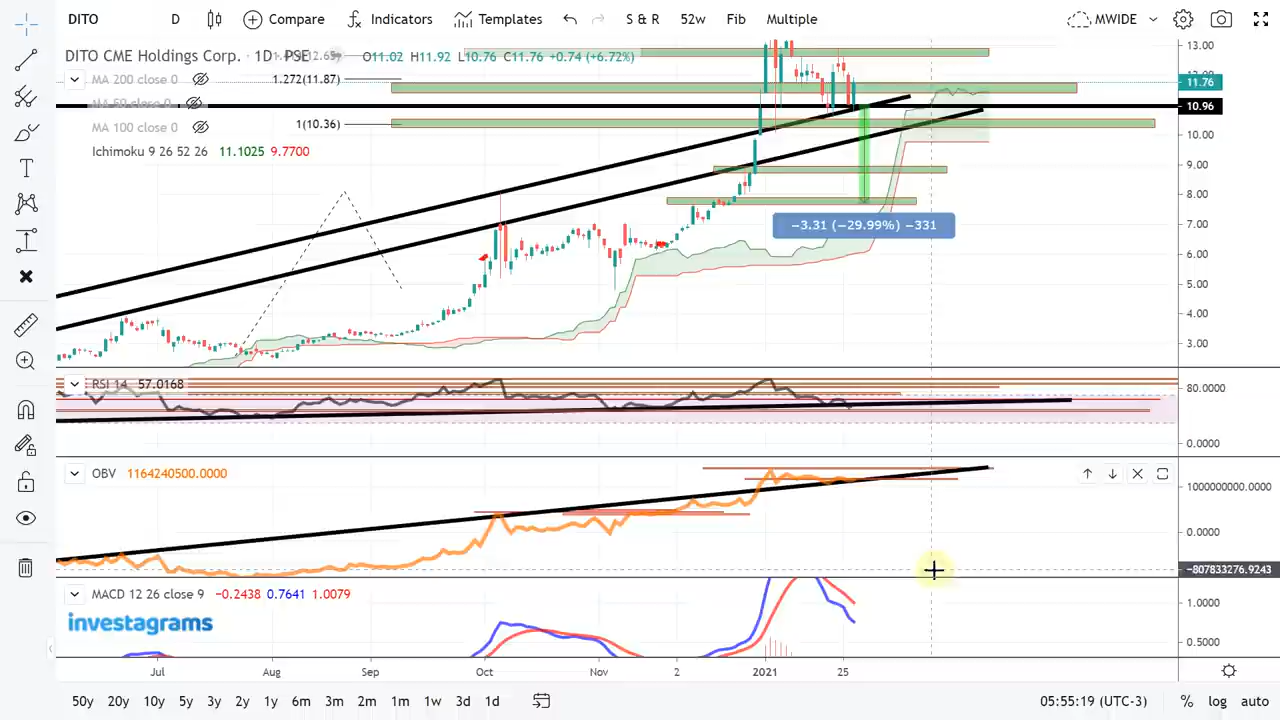 DITO D Compare Indicators Templates S & R 52w Fib Multiple MWIDE
DITO CME Holdings Corp. · 1D · PSE O11.02 H11.92 L10.76 C11.76 +0.74 (+6.72%)
MA 200 close 0
1.272(11.87)
MA 50 close 0
MA 100 close 0
1(10.36)
Ichimoku 9 26 52 26 11.1025 9.7700
−3.31 (−29.99%) −331
13.00
12.00
11.76
10.96
10.00
9.00
8.00
7.00
6.00
5.00
4.00
3.00
RSI 14 57.0168
80.0000
0.0000
OBV 1164240500.0000
1000000000.0000
0.0000
−807833276.9243
MACD 12 26 close 9 −0.2438 0.7641 1.0079
1.0000
0.5000
investagrams
Jul Aug Sep Oct Nov 2 2021 25
50y 20y 10y 5y 3y 2y 1y 6m 3m 2m 1m 1w 3d 1d 05:55:19 (UTC-3) % log auto